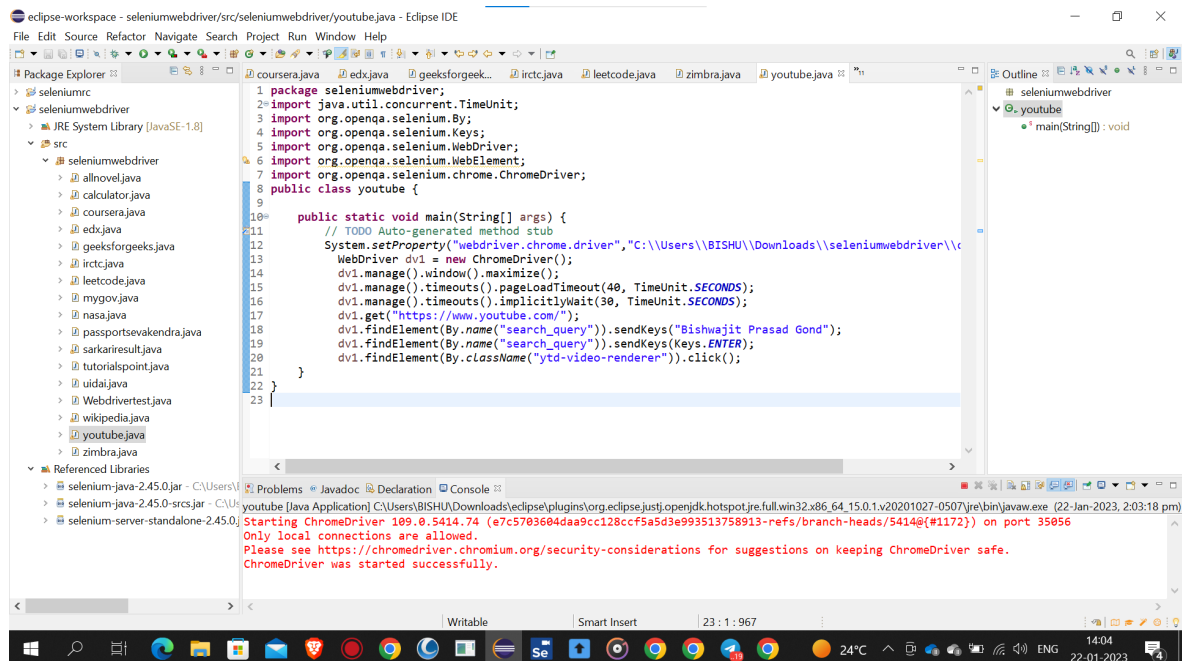 eclipse-workspace - seleniumwebdriver/src/seleniumwebdriver/youtube.java - Eclipse IDE
File Edit Source Refactor Navigate Search Project Run Window Help
Package Explorer
seleniumrc
seleniumwebdriver
JRE System Library [JavaSE-1.8]
src
seleniumwebdriver
allnovel.java
calculator.java
coursera.java
edx.java
geeksforgeeks.java
irctc.java
leetcode.java
mygov.java
nasa.java
passportsevakendra.java
sarkariresult.java
tutorialspoint.java
uidai.java
Webdrivertest.java
wikipedia.java
youtube.java
zimbra.java
Referenced Libraries
selenium-java-2.45.0.jar - C:\Users\
selenium-java-2.45.0-srcs.jar - C:\Us
selenium-server-standalone-2.45.0.j
coursera.java edx.java geeksforgeek... irctc.java leetcode.java zimbra.java youtube.java »11
1 package seleniumwebdriver;
2 import java.util.concurrent.TimeUnit;
3 import org.openqa.selenium.By;
4 import org.openqa.selenium.Keys;
5 import org.openqa.selenium.WebDriver;
6 import org.openqa.selenium.WebElement;
7 import org.openqa.selenium.chrome.ChromeDriver;
8 public class youtube {
9
10 public static void main(String[] args) {
11 // TODO Auto-generated method stub
12 System.setProperty("webdriver.chrome.driver","C:\\Users\\BISHU\\Downloads\\seleniumwebdriver\\c
13 WebDriver dv1 = new ChromeDriver();
14 dv1.manage().window().maximize();
15 dv1.manage().timeouts().pageLoadTimeout(40, TimeUnit.SECONDS);
16 dv1.manage().timeouts().implicitlyWait(30, TimeUnit.SECONDS);
17 dv1.get("https://www.youtube.com/");
18 dv1.findElement(By.name("search_query")).sendKeys("Bishwajit Prasad Gond");
19 dv1.findElement(By.name("search_query")).sendKeys(Keys.ENTER);
20 dv1.findElement(By.className("ytd-video-renderer")).click();
21 }
22 }
23
Outline
seleniumwebdriver
youtube
main(String[]) : void
Problems Javadoc Declaration Console
youtube [Java Application] C:\Users\BISHU\Downloads\eclipse\plugins\org.eclipse.justj.openjdk.hotspot.jre.full.win32.x86_64_15.0.1.v20201027-0507\jre\bin\javaw.exe (22-Jan-2023, 2:03:18 pm)
Starting ChromeDriver 109.0.5414.74 (e7c5703604daa9cc128ccf5a5d3e993513758913-refs/branch-heads/5414@{#1172}) on port 35056
Only local connections are allowed.
Please see https://chromedriver.chromium.org/security-considerations for suggestions on keeping ChromeDriver safe.
ChromeDriver was started successfully.
Writable Smart Insert 23 : 1 : 967
Se 19 24°C ENG 14:04
22-01-2023 4